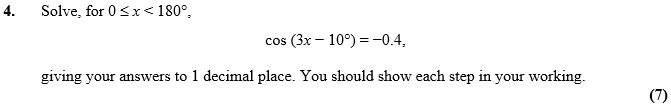 4. Solve, for 0 ≤ x < 180°,
cos (3x − 10°) = −0.4,
giving your answers to 1 decimal place. You should show each step in your working.
(7)